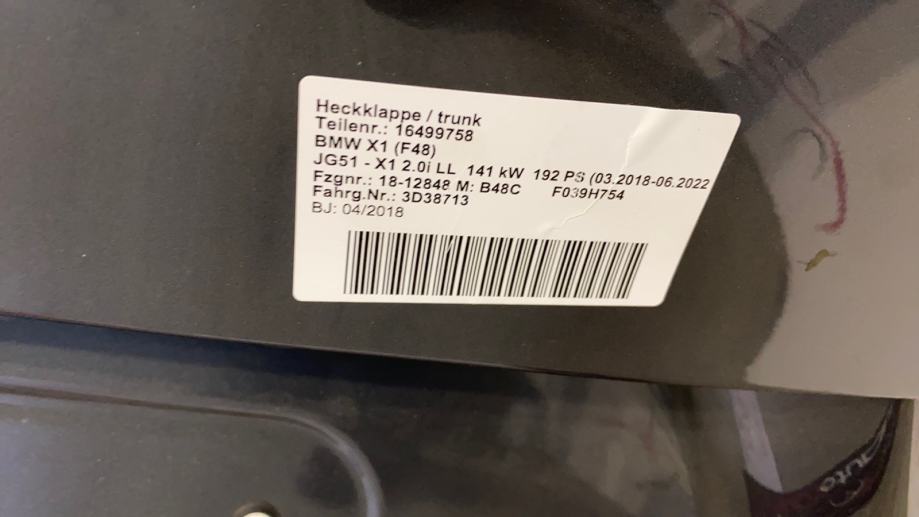 Heckklappe / trunk
Teilenr.: 16499758
BMW X1 (F48)
JG51 - X1 2.0i LL 141 kW 192 PS (03.2018-06.2022
Fzgnr.: 18-12848 M: B48C F039H754
Fahrg.Nr.: 3D38713
BJ: 04/2018
auto